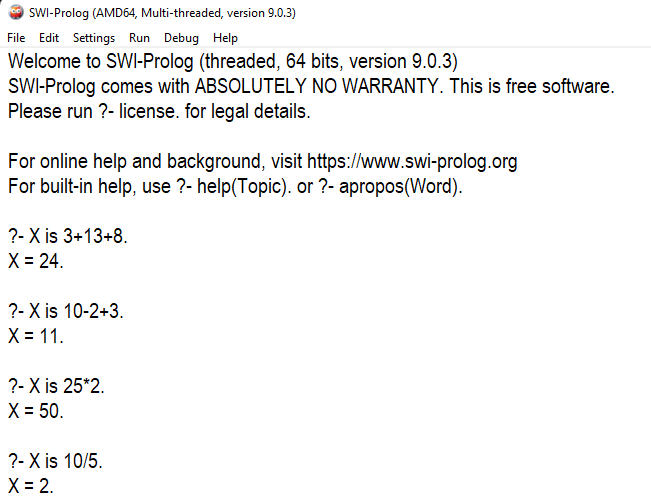 SWI-Prolog (AMD64, Multi-threaded, version 9.0.3)
File Edit Settings Run Debug Help
Welcome to SWI-Prolog (threaded, 64 bits, version 9.0.3)
SWI-Prolog comes with ABSOLUTELY NO WARRANTY. This is free software.
Please run ?- license. for legal details.
For online help and background, visit https://www.swi-prolog.org
For built-in help, use ?- help(Topic). or ?- apropos(Word).
?- X is 3+13+8.
X = 24.
?- X is 10-2+3.
X = 11.
?- X is 25*2.
X = 50.
?- X is 10/5.
X = 2.